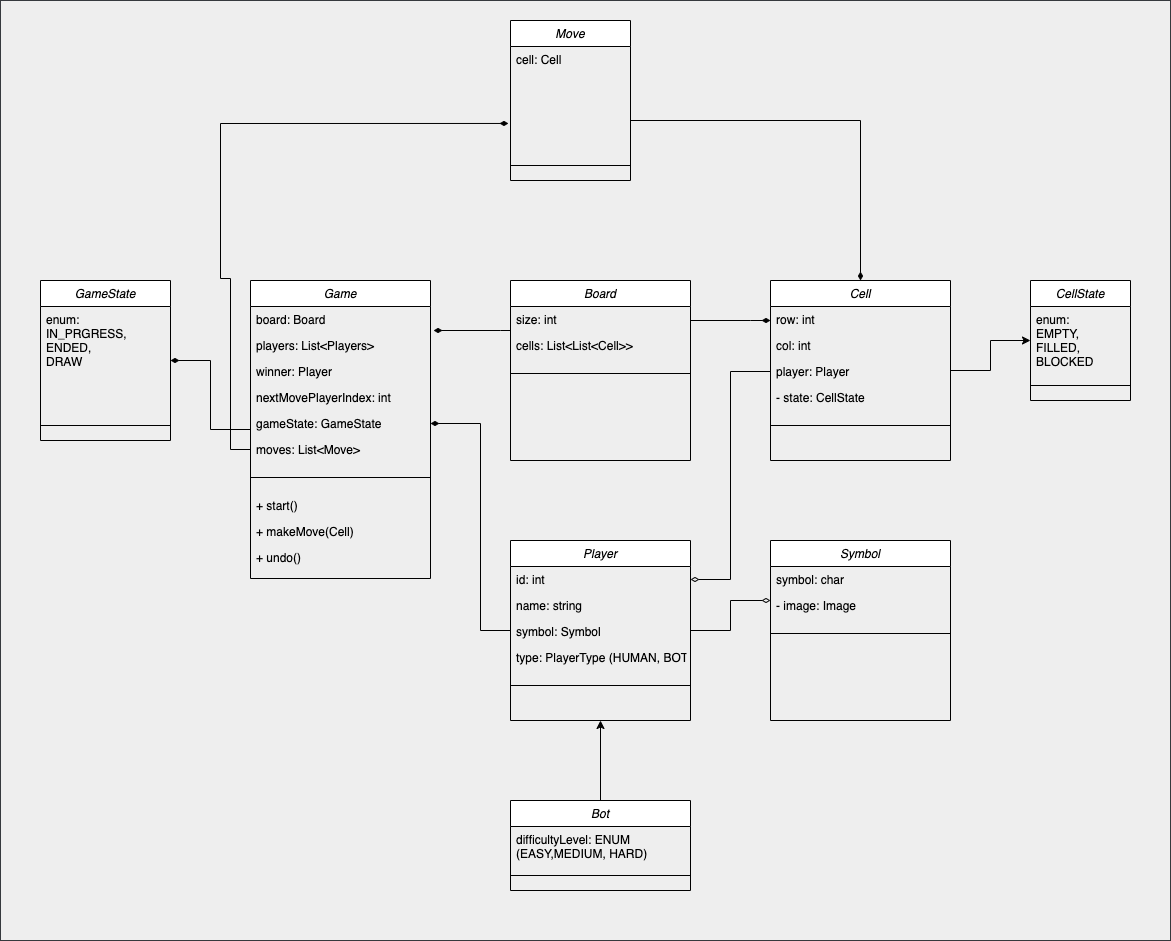 Move
cell: Cell
GameState
enum:
IN_PRGRESS,
ENDED,
DRAW
Game
board: Board
players: List<Players>
winner: Player
nextMovePlayerIndex: int
gameState: GameState
moves: List<Move>
+ start()
+ makeMove(Cell)
+ undo()
Board
size: int
cells: List<List<Cell>>
Cell
row: int
col: int
player: Player
- state: CellState
CellState
enum:
EMPTY,
FILLED,
BLOCKED
Player
id: int
name: string
symbol: Symbol
type: PlayerType (HUMAN, BOT
Symbol
symbol: char
- image: Image
Bot
difficultyLevel: ENUM
(EASY,MEDIUM, HARD)